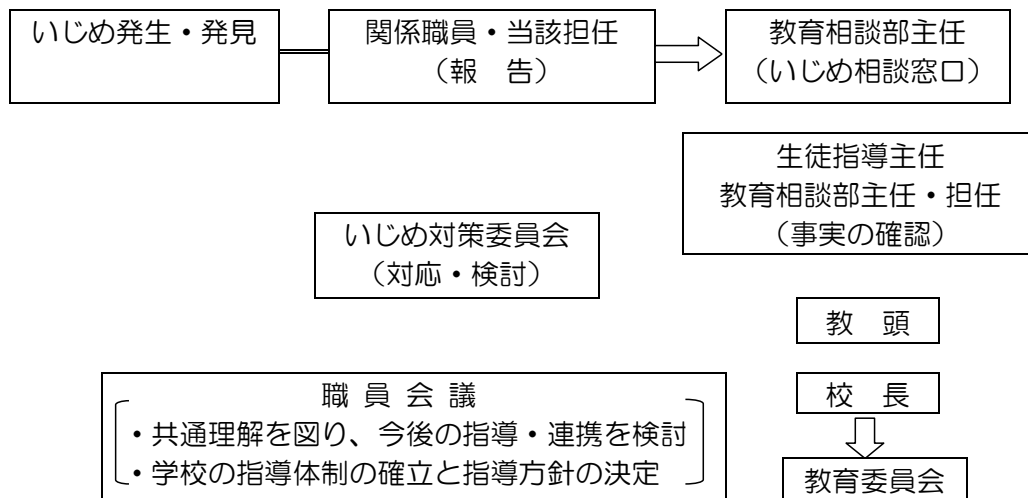 いじめ発生・発見
関係職員・当該担任
（報　告）
教育相談部主任
（いじめ相談窓口）
生徒指導主任
教育相談部主任・担任
（事実の確認）
いじめ対策委員会
（対応・検討）
教　頭
職 員 会 議
・共通理解を図り、今後の指導・連携を検討
・学校の指導体制の確立と指導方針の決定
校　長
教育委員会